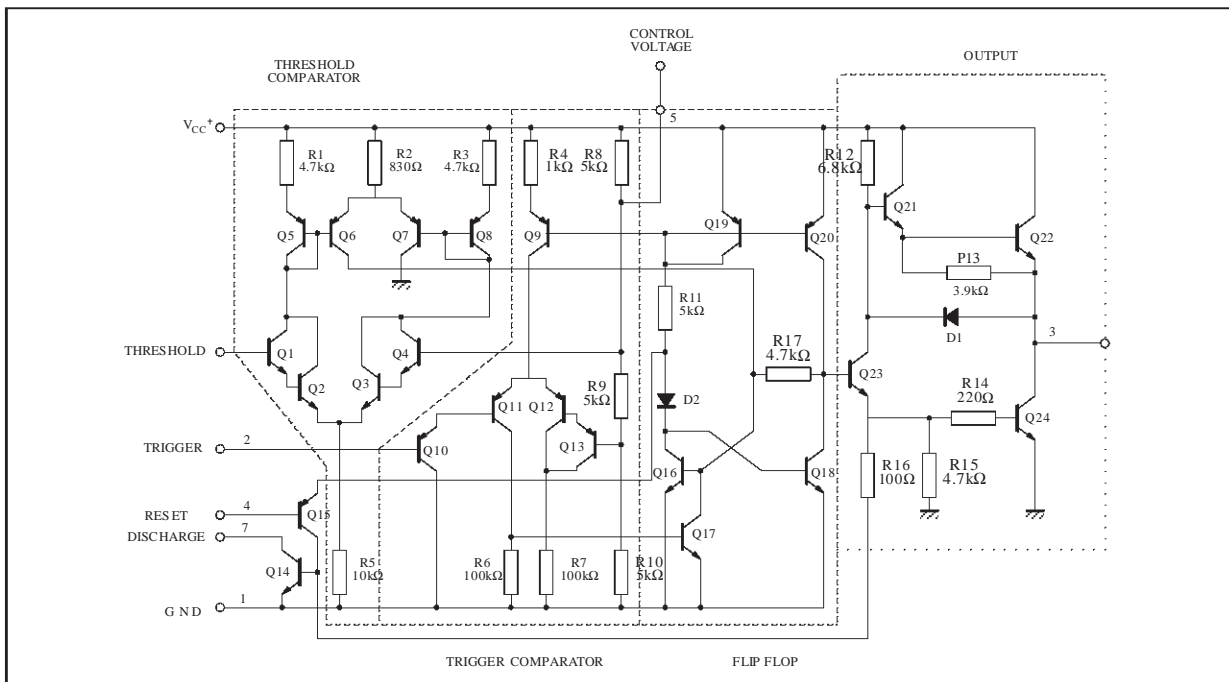 CONTROL
VOLTAGE
OUTPUT
THRESHOLD
COMPARATOR
5
VCC+
R1
4.7kΩ
R2
830Ω
R3
4.7kΩ
R4
1kΩ
R8
5kΩ
R12
6.8kΩ
Q21
Q5
Q6
Q7
Q8
Q9
Q19
Q20
Q22
P13
3.9kΩ
R11
5kΩ
D1
3
R17
4.7kΩ
THRESHOLD
Q1
Q4
Q2
Q3
Q23
R9
5kΩ
R14
220Ω
Q11
Q12
D2
Q24
TRIGGER
2
Q10
Q13
Q16
Q18
R16
100Ω
R15
4.7kΩ
RESET
4
Q15
DISCHARGE
7
Q17
Q14
R5
10kΩ
R6
100kΩ
R7
100kΩ
R10
5kΩ
GND
1
TRIGGER COMPARATOR
FLIP FLOP